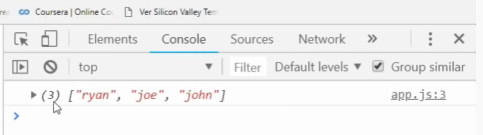 Coursera | Online Co Ver Silicon Valley Tem
Elements Console Sources Network »
top Filter Default levels Group similar
(3) ["ryan", "joe", "john"] app.js:3